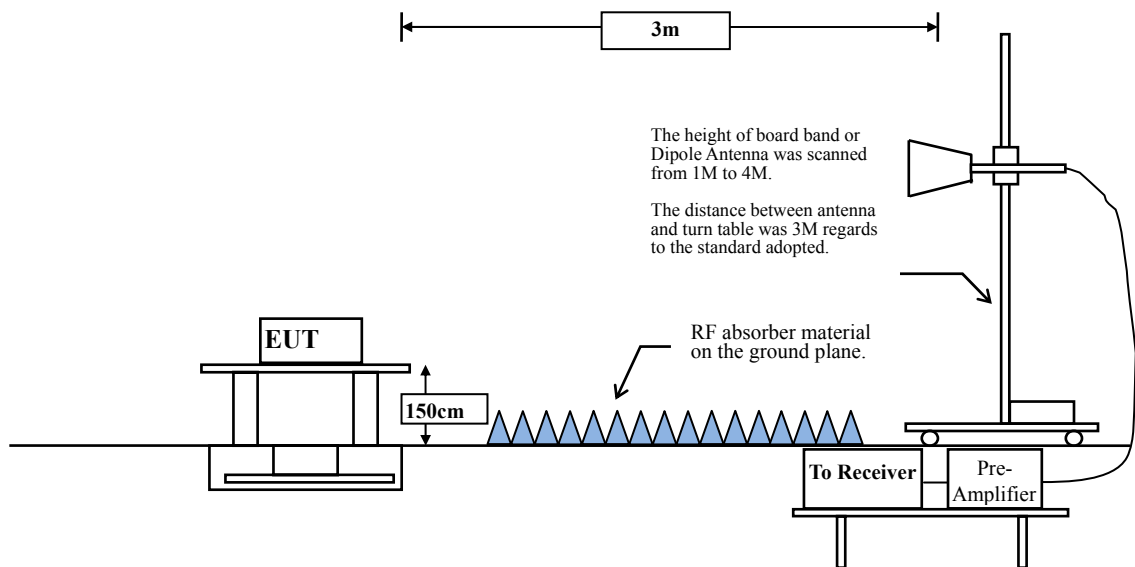 3m
The height of board band or
Dipole Antenna was scanned
from 1M to 4M.
The distance between antenna
and turn table was 3M regards
to the standard adopted.
RF absorber material
on the ground plane.
EUT
150cm
To Receiver
Pre-
Amplifier